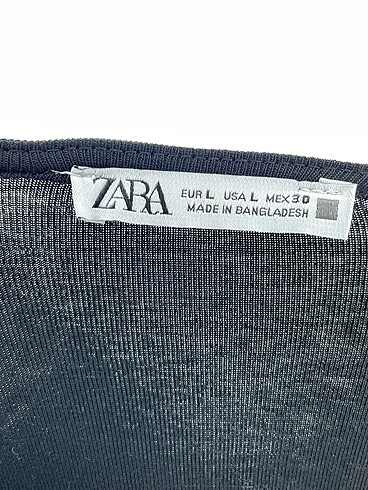 ZARA
EUR L USA L MEX 30
MADE IN BANGLADESH